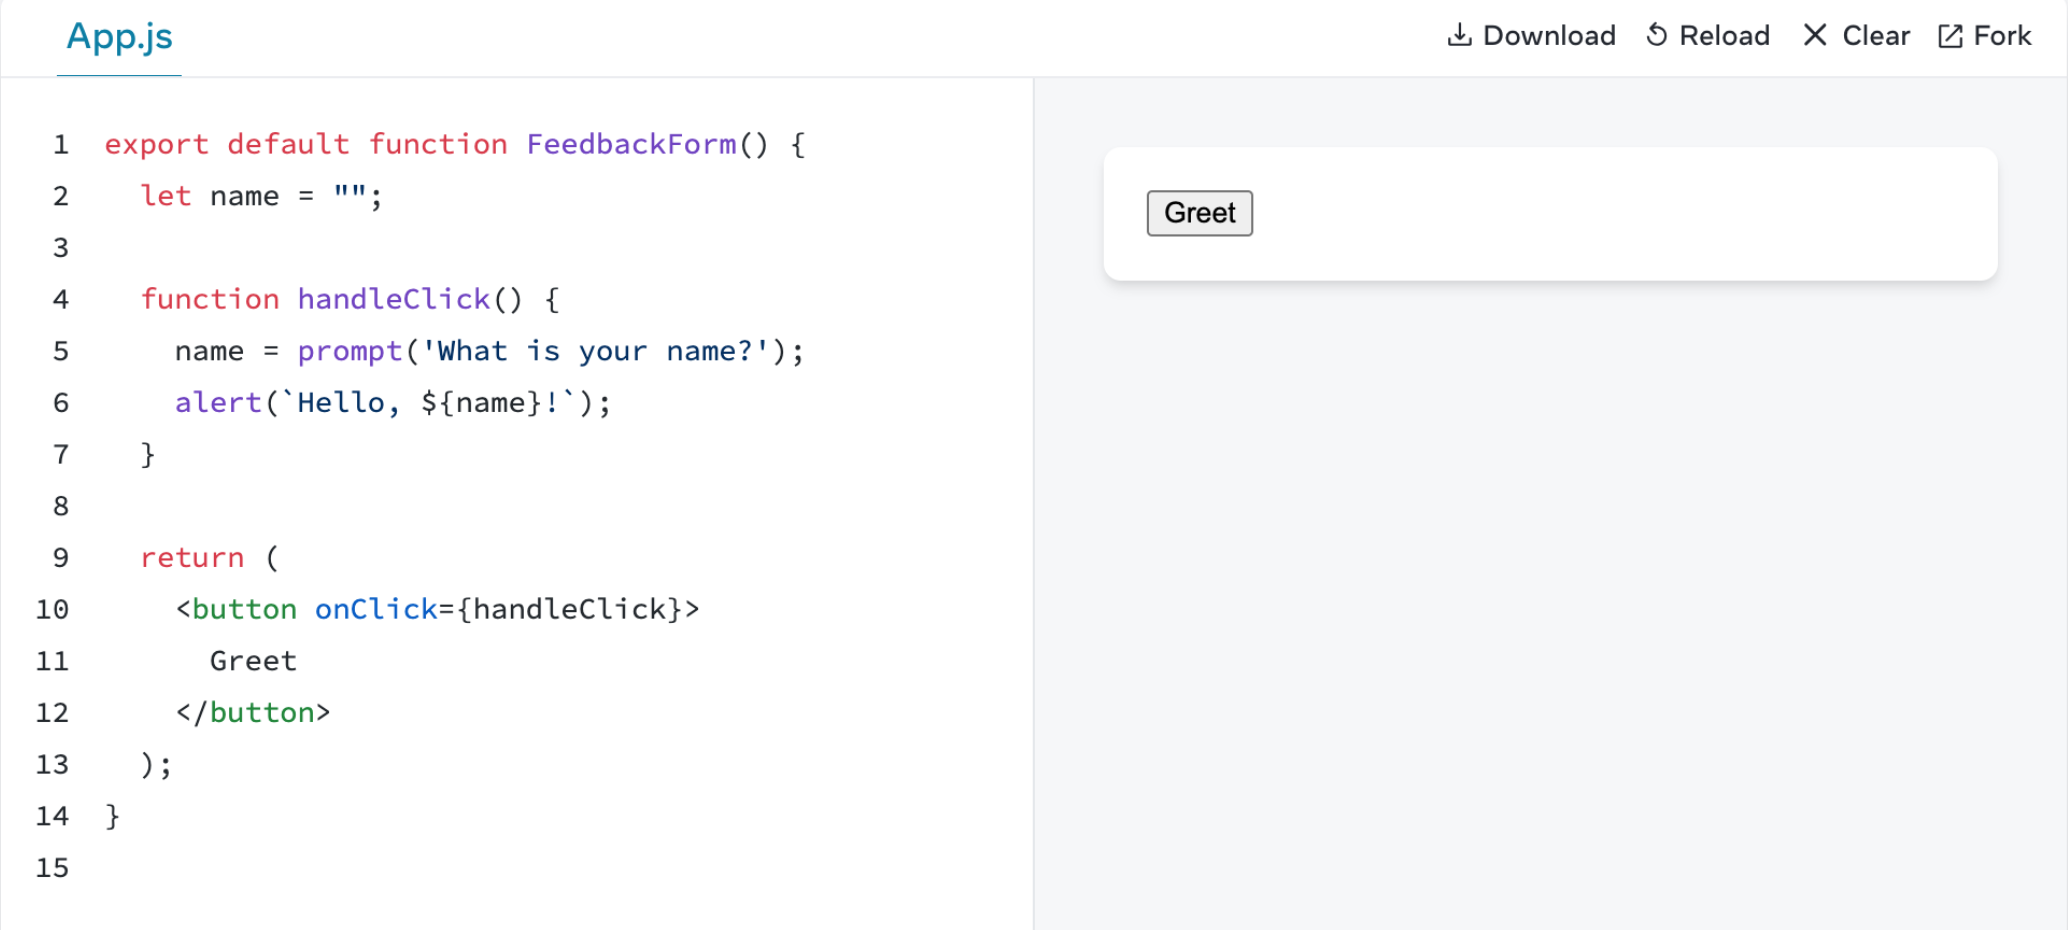 App.js
Download Reload Clear Fork
1 export default function FeedbackForm() {
2   let name = "";
3
4   function handleClick() {
5     name = prompt('What is your name?');
6     alert(`Hello, ${name}!`);
7   }
8
9   return (
10     <button onClick={handleClick}>
11       Greet
12     </button>
13   );
14 }
15
Greet